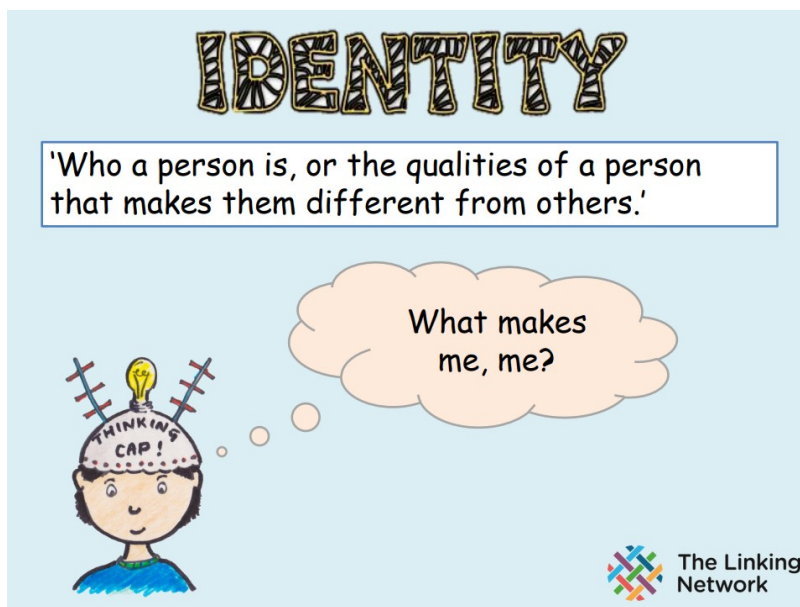 IDENTITY
‘Who a person is, or the qualities of a person
that makes them different from others.’
What makes
me, me?
THINKING
CAP!
The Linking
Network